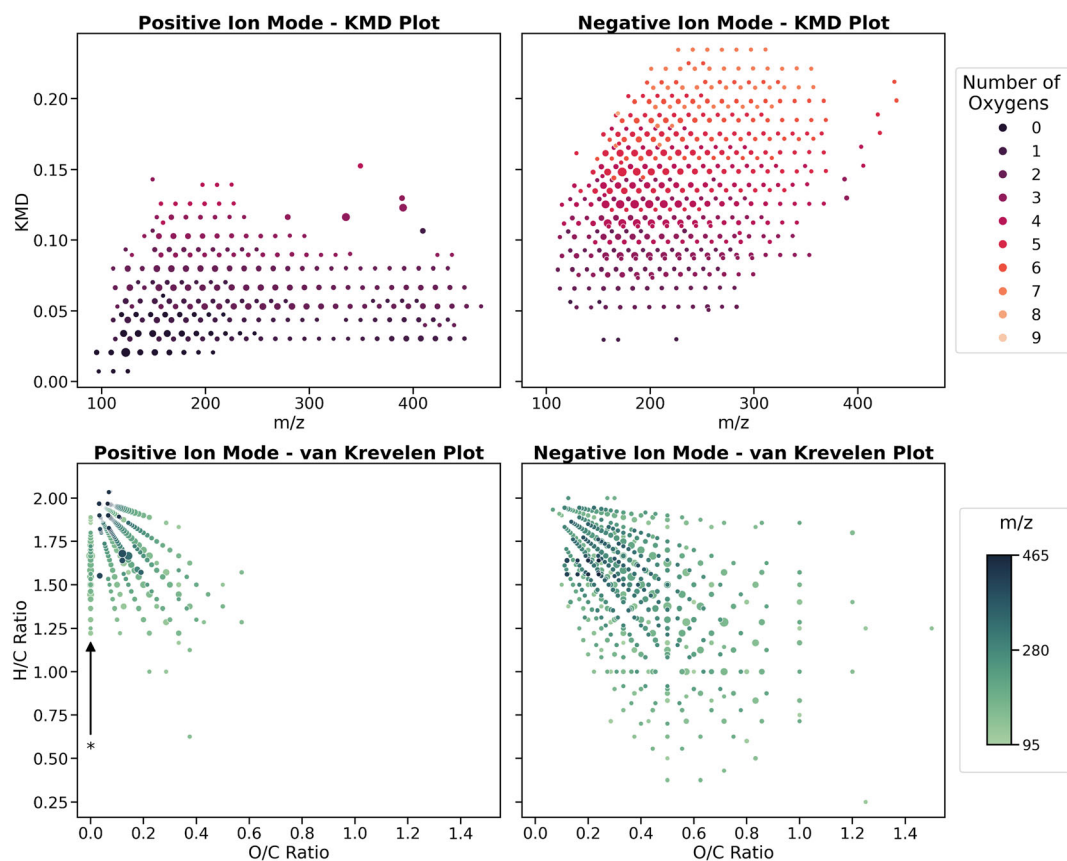 Positive Ion Mode - KMD Plot
Negative Ion Mode - KMD Plot
KMD
0.20
0.15
0.10
0.05
0.00
100 200 300 400
m/z
100 200 300 400
m/z
Number of
Oxygens
0
1
2
3
4
5
6
7
8
9
Positive Ion Mode - van Krevelen Plot
Negative Ion Mode - van Krevelen Plot
H/C Ratio
2.00
1.75
1.50
1.25
1.00
0.75
0.50
0.25
*
0.0 0.2 0.4 0.6 0.8 1.0 1.2 1.4
O/C Ratio
0.0 0.2 0.4 0.6 0.8 1.0 1.2 1.4
O/C Ratio
m/z
465
280
95